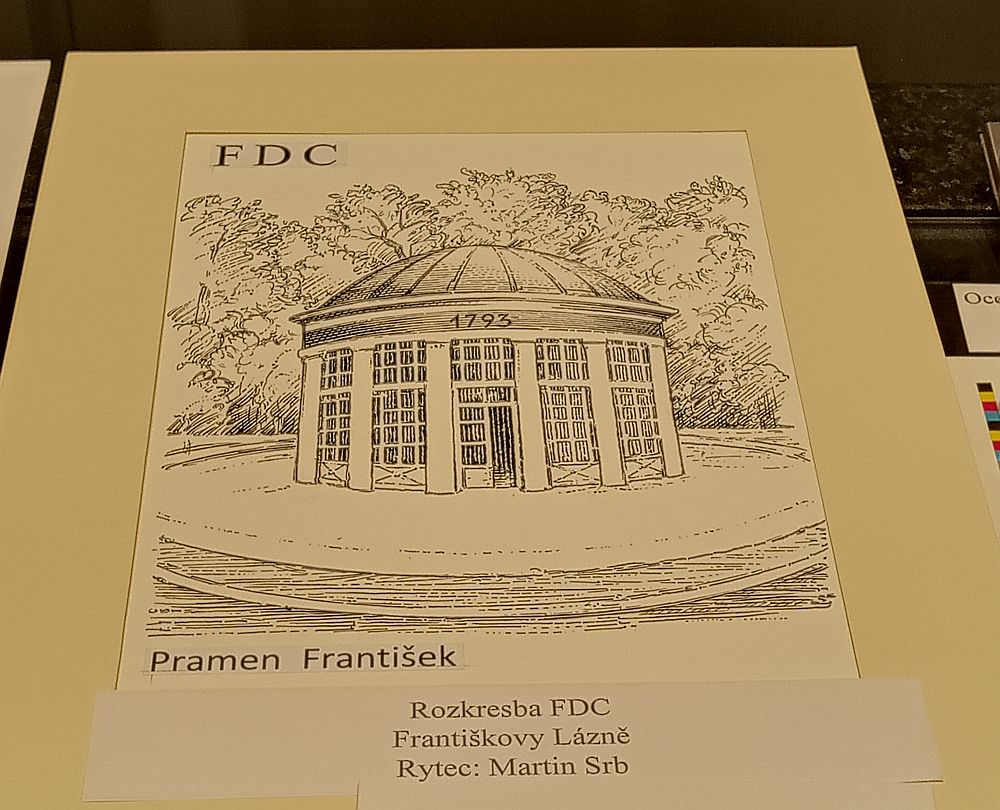 FDC
1793
Pramen František
Rozkresba FDC
Františkovy Lázně
Rytec: Martin Srb